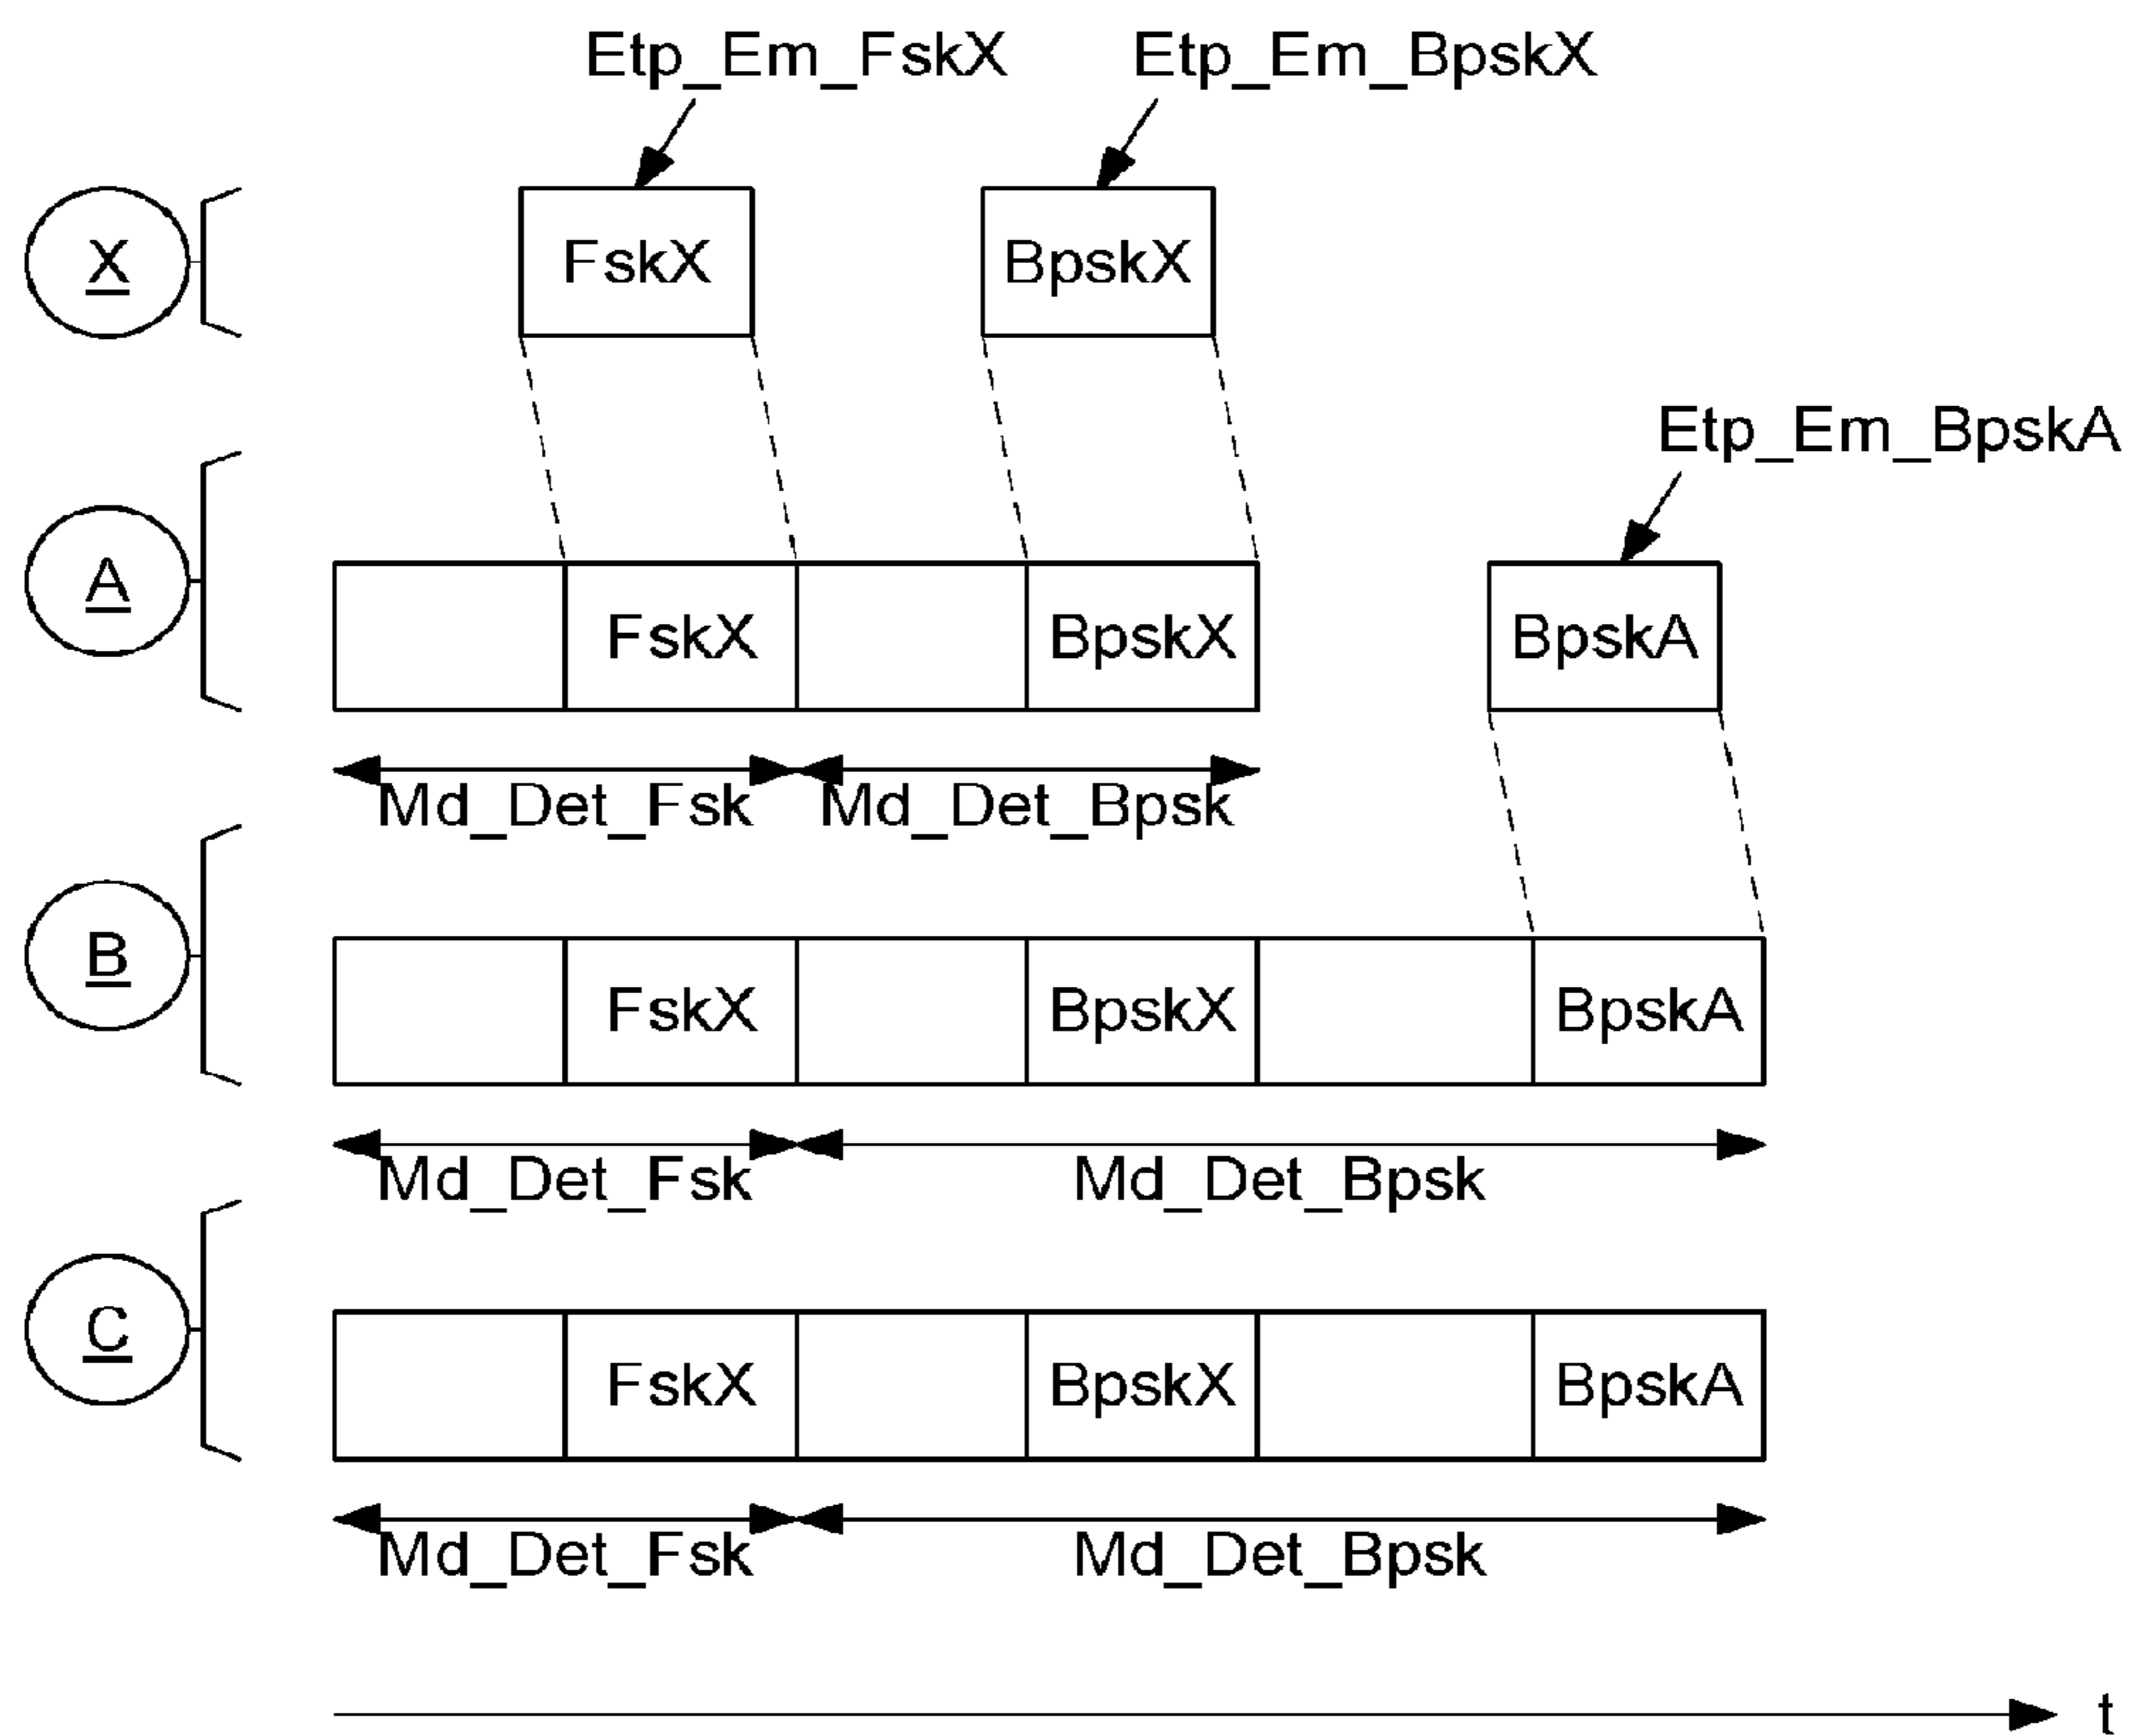 Etp_Em_FskX Etp_Em_BpskX
X FskX BpskX
Etp_Em_BpskA
A FskX BpskX BpskA
Md_Det_Fsk Md_Det_Bpsk
B FskX BpskX BpskA
Md_Det_Fsk Md_Det_Bpsk
C FskX BpskX BpskA
Md_Det_Fsk Md_Det_Bpsk
t